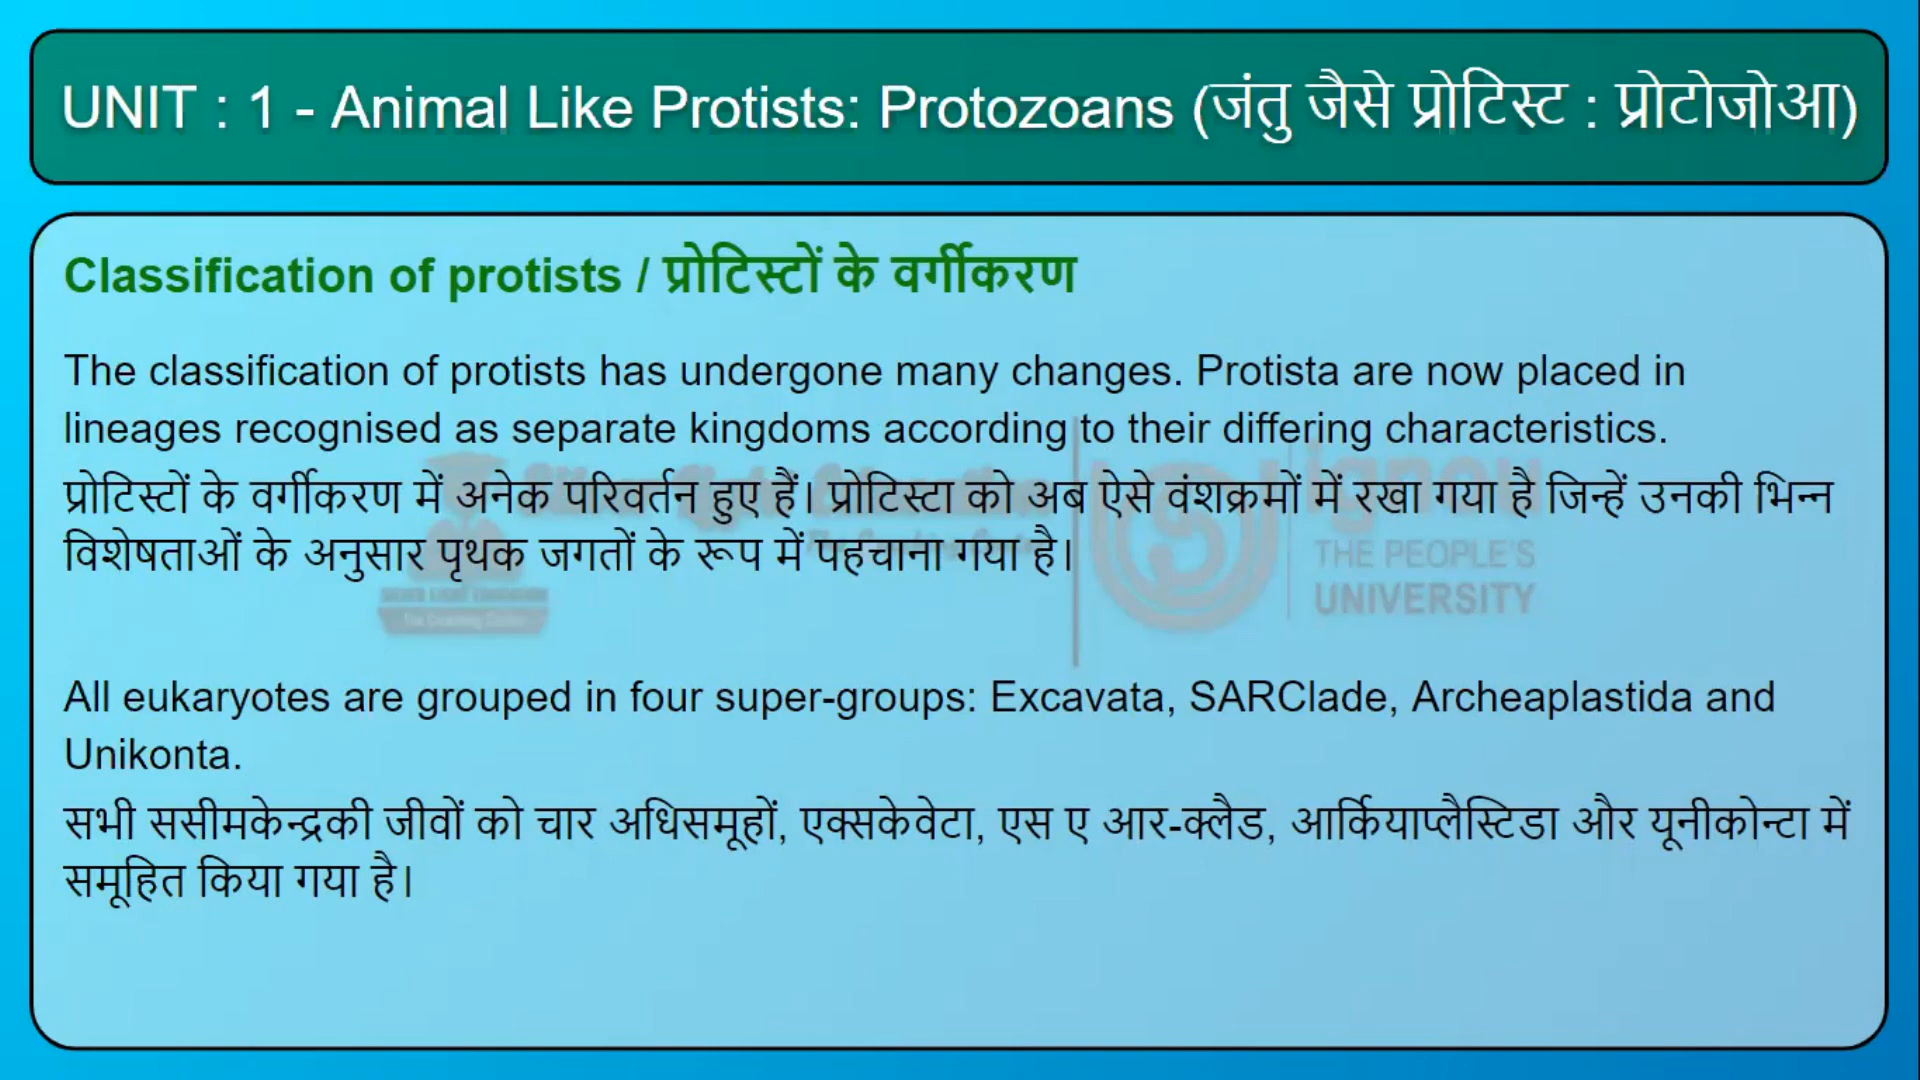 UNIT : 1 - Animal Like Protists: Protozoans (जंतु जैसे प्रोटिस्ट : प्रोटोजोआ)
Classification of protists / प्रोटिस्टों के वर्गीकरण
The classification of protists has undergone many changes. Protista are now placed in
lineages recognised as separate kingdoms according to their differing characteristics.
प्रोटिस्टों के वर्गीकरण में अनेक परिवर्तन हुए हैं। प्रोटिस्टा को अब ऐसे वंशक्रमों में रखा गया है जिन्हें उनकी भिन्न
विशेषताओं के अनुसार पृथक जगतों के रूप में पहचाना गया है।
ignou
THE PEOPLE'S
UNIVERSITY
All eukaryotes are grouped in four super-groups: Excavata, SARClade, Archeaplastida and
Unikonta.
सभी ससीमकेन्द्रकी जीवों को चार अधिसमूहों, एक्सकेवेटा, एस ए आर-क्लैड, आर्कियाप्लैस्टिडा और यूनीकोन्टा में
समूहित किया गया है।